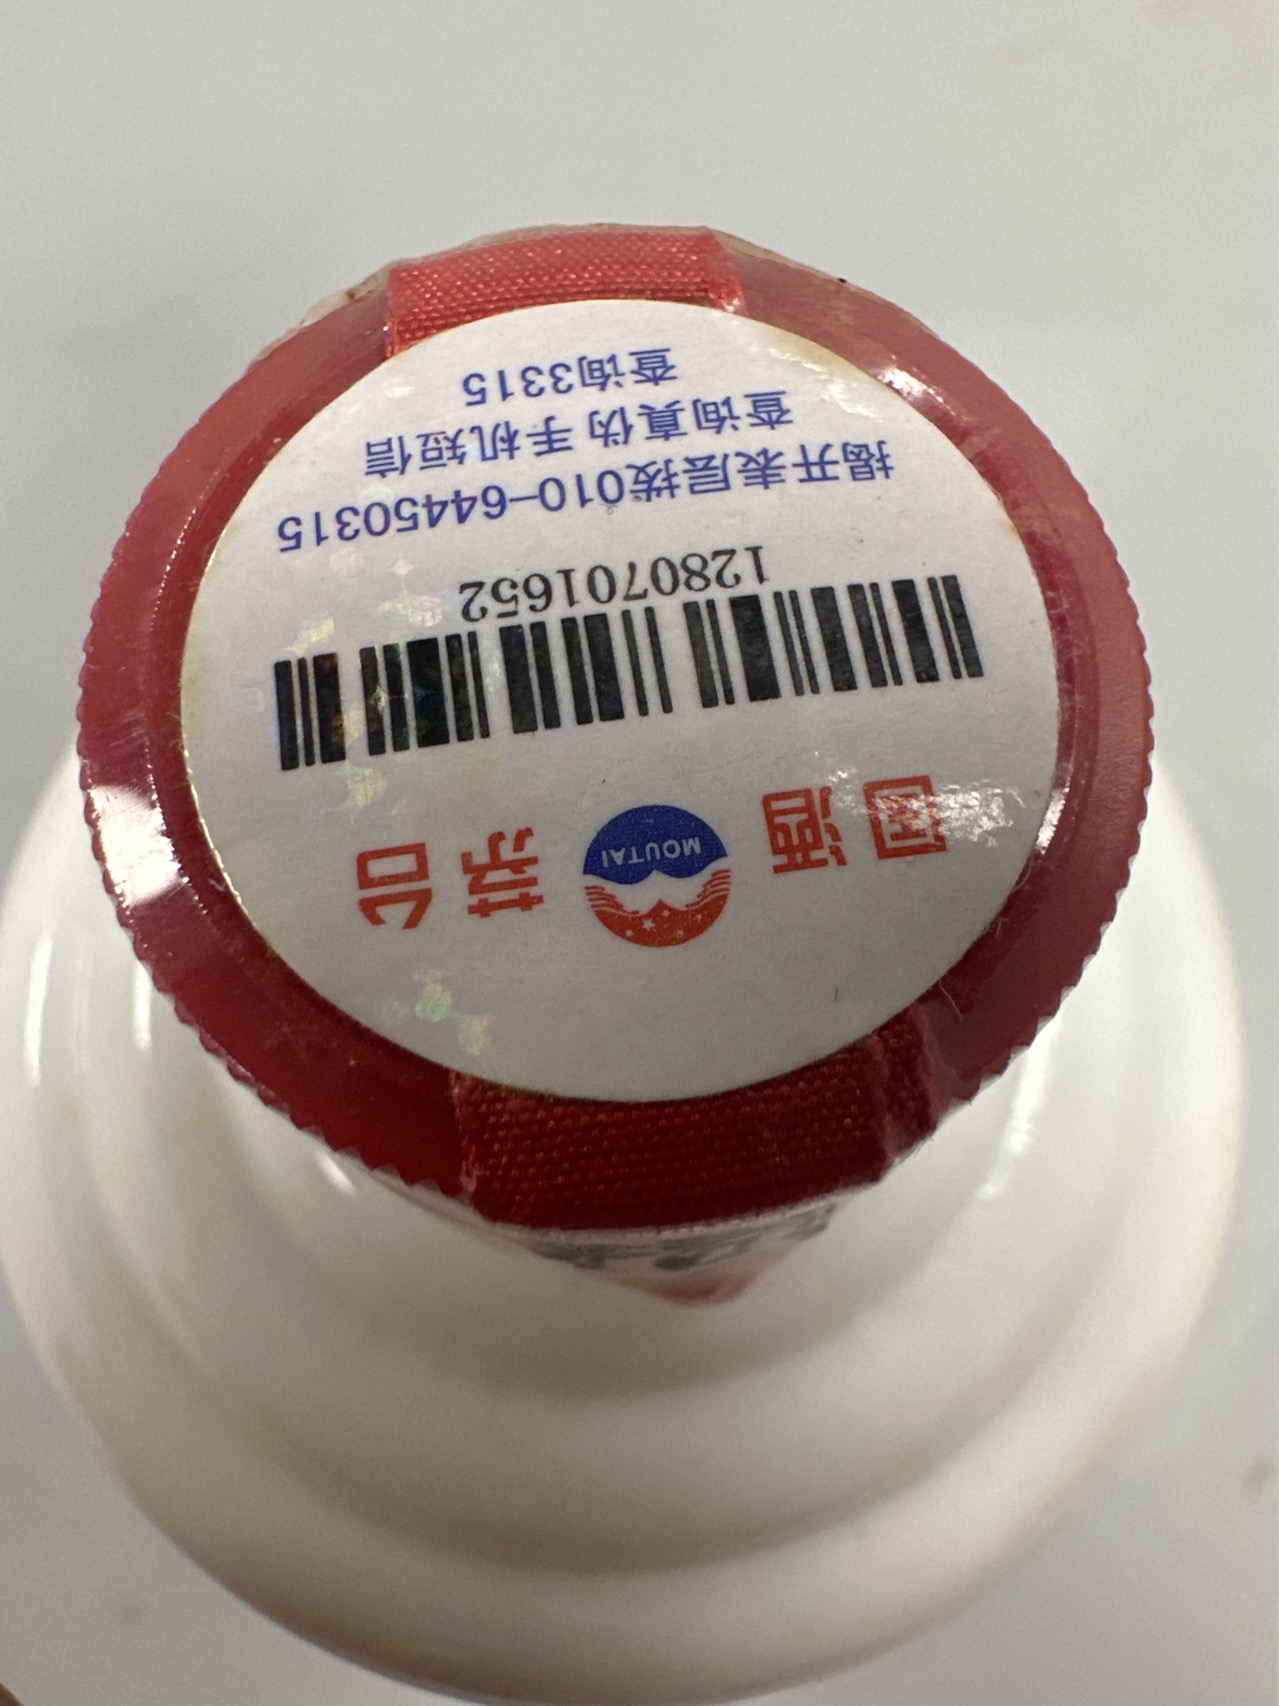 国酒 MOUTAI 茅台
1280701652
揭开表层拨010-64450315
查询真伪 手机短信
查询3315